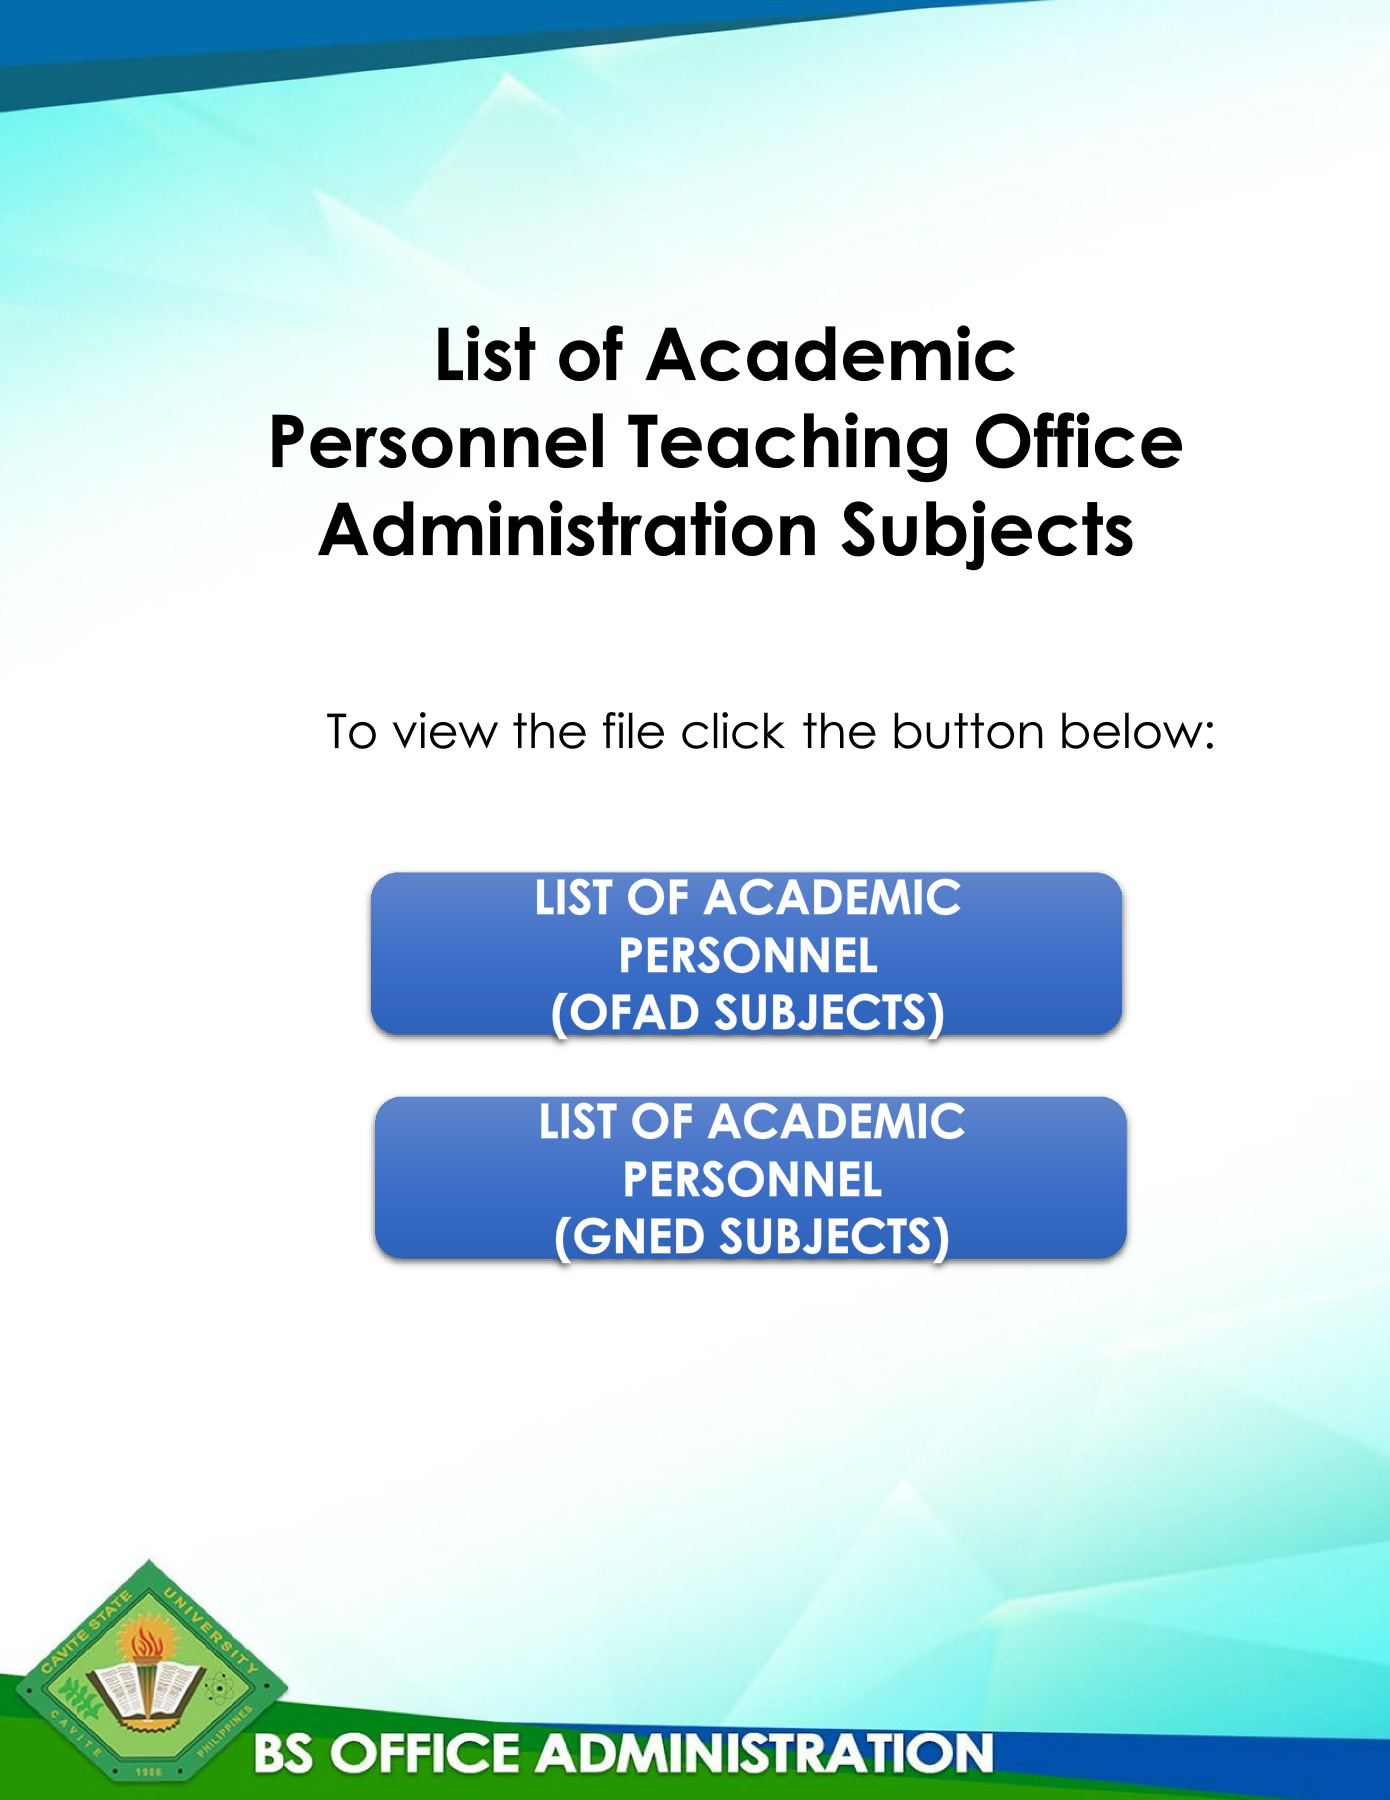 List of Academic
Personnel Teaching Office
Administration Subjects
To view the file click the button below:
LIST OF ACADEMIC
PERSONNEL
(OFAD SUBJECTS)
LIST OF ACADEMIC
PERSONNEL
(GNED SUBJECTS)
CAVITE STATE UNIVERSITY
CAVITE
1906
PHILIPPINES
BS OFFICE ADMINISTRATION